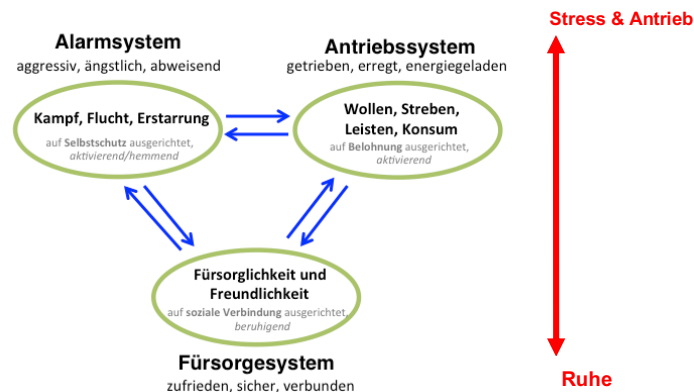 Stress & Antrieb
Alarmsystem
aggressiv, ängstlich, abweisend
Antriebssystem
getrieben, erregt, energiegeladen
Kampf, Flucht, Erstarrung
auf Selbstschutz ausgerichtet,
aktivierend/hemmend
Wollen, Streben,
Leisten, Konsum
auf Belohnung ausgerichtet,
aktivierend
Fürsorglichkeit und
Freundlichkeit
auf soziale Verbindung ausgerichtet,
beruhigend
Fürsorgesystem
zufrieden, sicher, verbunden
Ruhe